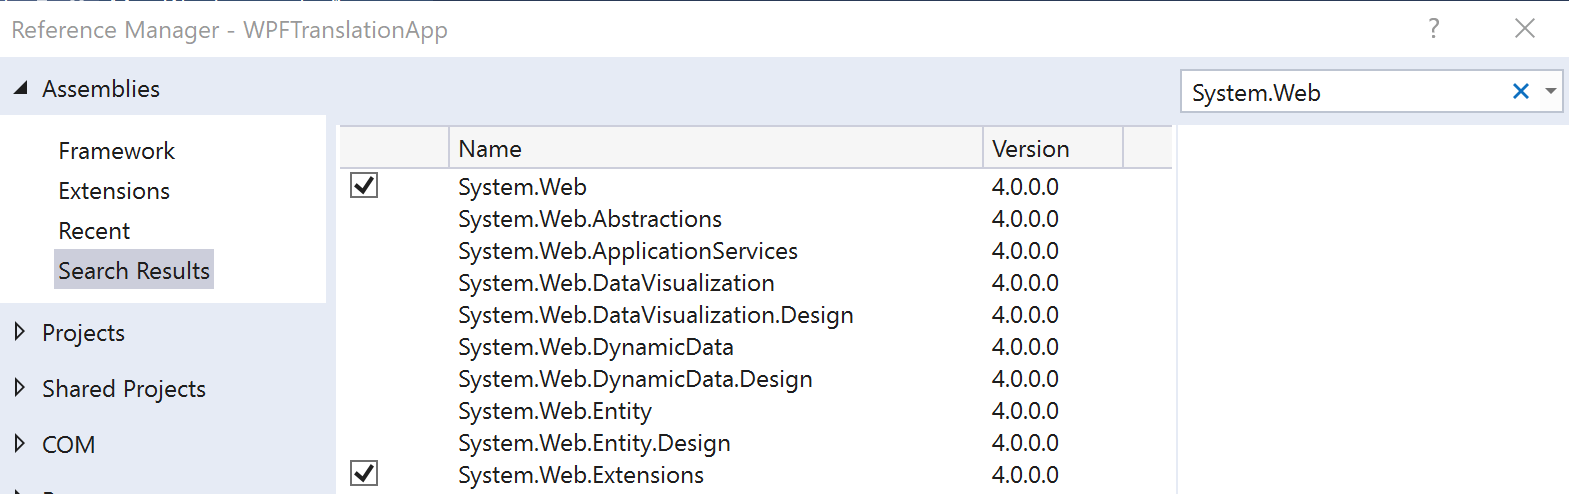 Reference Manager - WPFTranslationApp
?
Assemblies
System.Web
Framework
Extensions
Recent
Search Results
Projects
Shared Projects
COM
Name Version
System.Web 4.0.0.0
System.Web.Abstractions 4.0.0.0
System.Web.ApplicationServices 4.0.0.0
System.Web.DataVisualization 4.0.0.0
System.Web.DataVisualization.Design 4.0.0.0
System.Web.DynamicData 4.0.0.0
System.Web.DynamicData.Design 4.0.0.0
System.Web.Entity 4.0.0.0
System.Web.Entity.Design 4.0.0.0
System.Web.Extensions 4.0.0.0